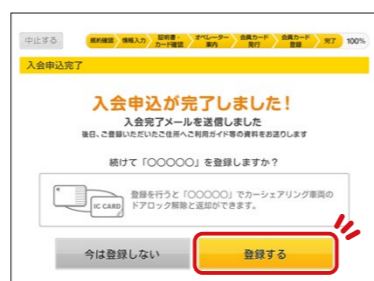 中止する
規約確認 情報入力 証明書・カード確認 オペレーター案内 会員カード発行 会員カード登録 完了 100%
入会申込完了
入会申込が完了しました!
入会完了メールを送信しました
後日、ご登録いただいたご住所へご利用ガイド等の資料をお送りします
続けて「〇〇〇〇〇」を登録しますか?
IC CARD
登録を行うと「〇〇〇〇〇」でカーシェアリング車両の
ドアロック解除と返却ができます。
今は登録しない
登録する